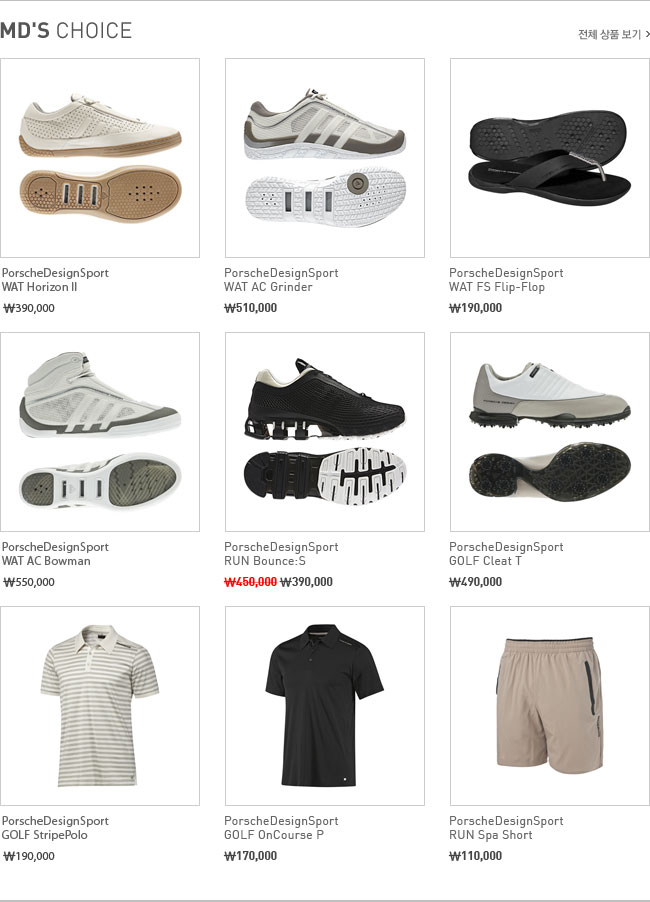 MD'S CHOICE
전체 상품 보기 >
PorscheDesignSport
WAT Horizon II
₩390,000
PorscheDesignSport
WAT AC Grinder
₩510,000
PorscheDesignSport
WAT FS Flip-Flop
₩190,000
PorscheDesignSport
WAT AC Bowman
₩550,000
PorscheDesignSport
RUN Bounce:S
₩450,000 ₩390,000
PorscheDesignSport
GOLF Cleat T
₩490,000
PorscheDesignSport
GOLF StripePolo
₩190,000
PorscheDesignSport
GOLF OnCourse P
₩170,000
PorscheDesignSport
RUN Spa Short
₩110,000